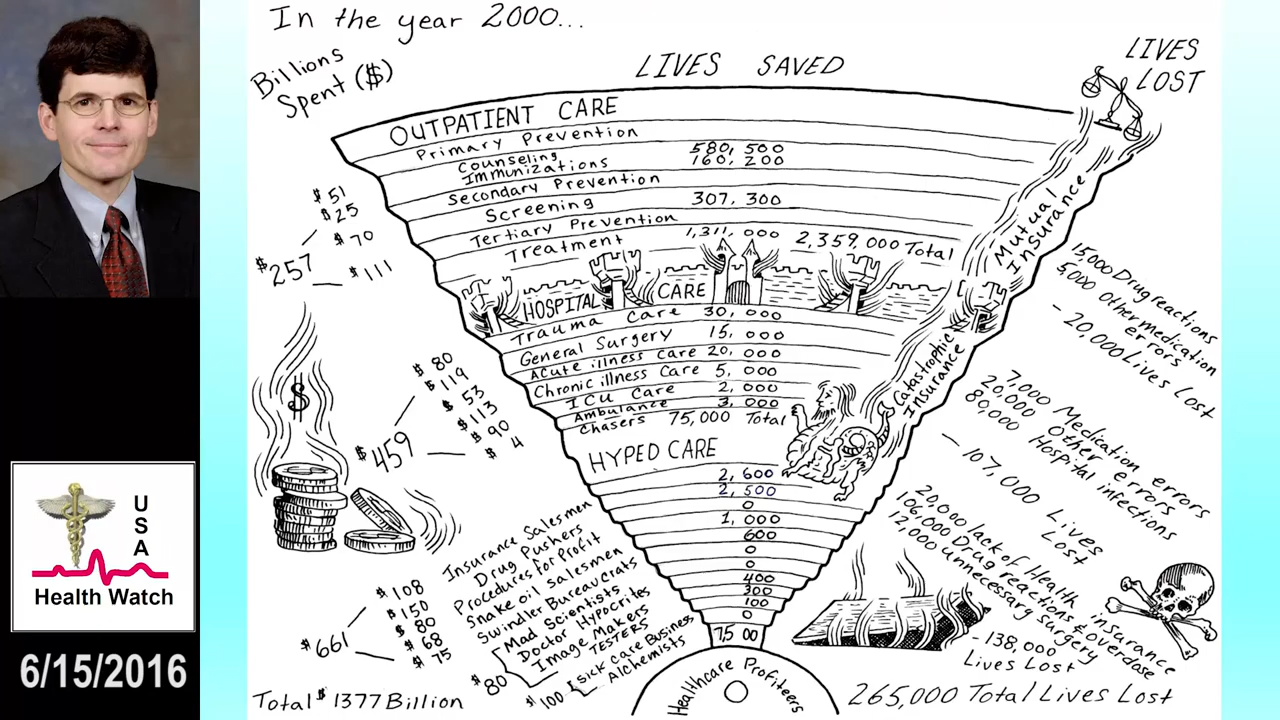 In the year 2000...
Billions
Spent ($)
LIVES SAVED
LIVES
LOST
OUTPATIENT CARE
Primary Prevention
Counseling 580,500
Immunizations 160,200
Secondary Prevention
Screening 307,300
Tertiary Prevention
Treatment 1,311,000 2,359,000 Total
$51
$25
$70
$257
$111
Mutual
Insurance
15,000 Drug reactions
5,000 Other medication
errors
- 20,000 Lives Lost
HOSPITAL CARE
Trauma Care 30,000
General Surgery 15,000
Acute illness Care 20,000
Chronic illness Care 5,000
ICU Care 2,000
Ambulance
Chasers 3,000
75,000 Total
$80
$119
$53
$113
$90
$4
$459
$
Catastrophic
Insurance
7,000 Medication errors
20,000 Other errors
80,000 Hospital infections
- 107,000 Lives
Lost
HYPED CARE
2,600
2,500
0
1,000
600
0
0
400
300
100
0
7,500
Insurance Salesmen
Drug Pushers
Procedures for Profit
Snake oil salesmen
Swindler Bureaucrats
Mad Scientists
Doctor Hypocrites
Image Makers
TESTERS
Sick Care Business
Alchemists
$108
$150
$80
$68
$75
$661
$80
$100
20,000 lack of Health insurance
106,000 Drug reactions & overdose
12,000 unnecessary surgery
- 138,000
Lives Lost
Healthcare Profiteers
Total $1377 Billion
265,000 Total Lives Lost
USA
Health Watch
6/15/2016